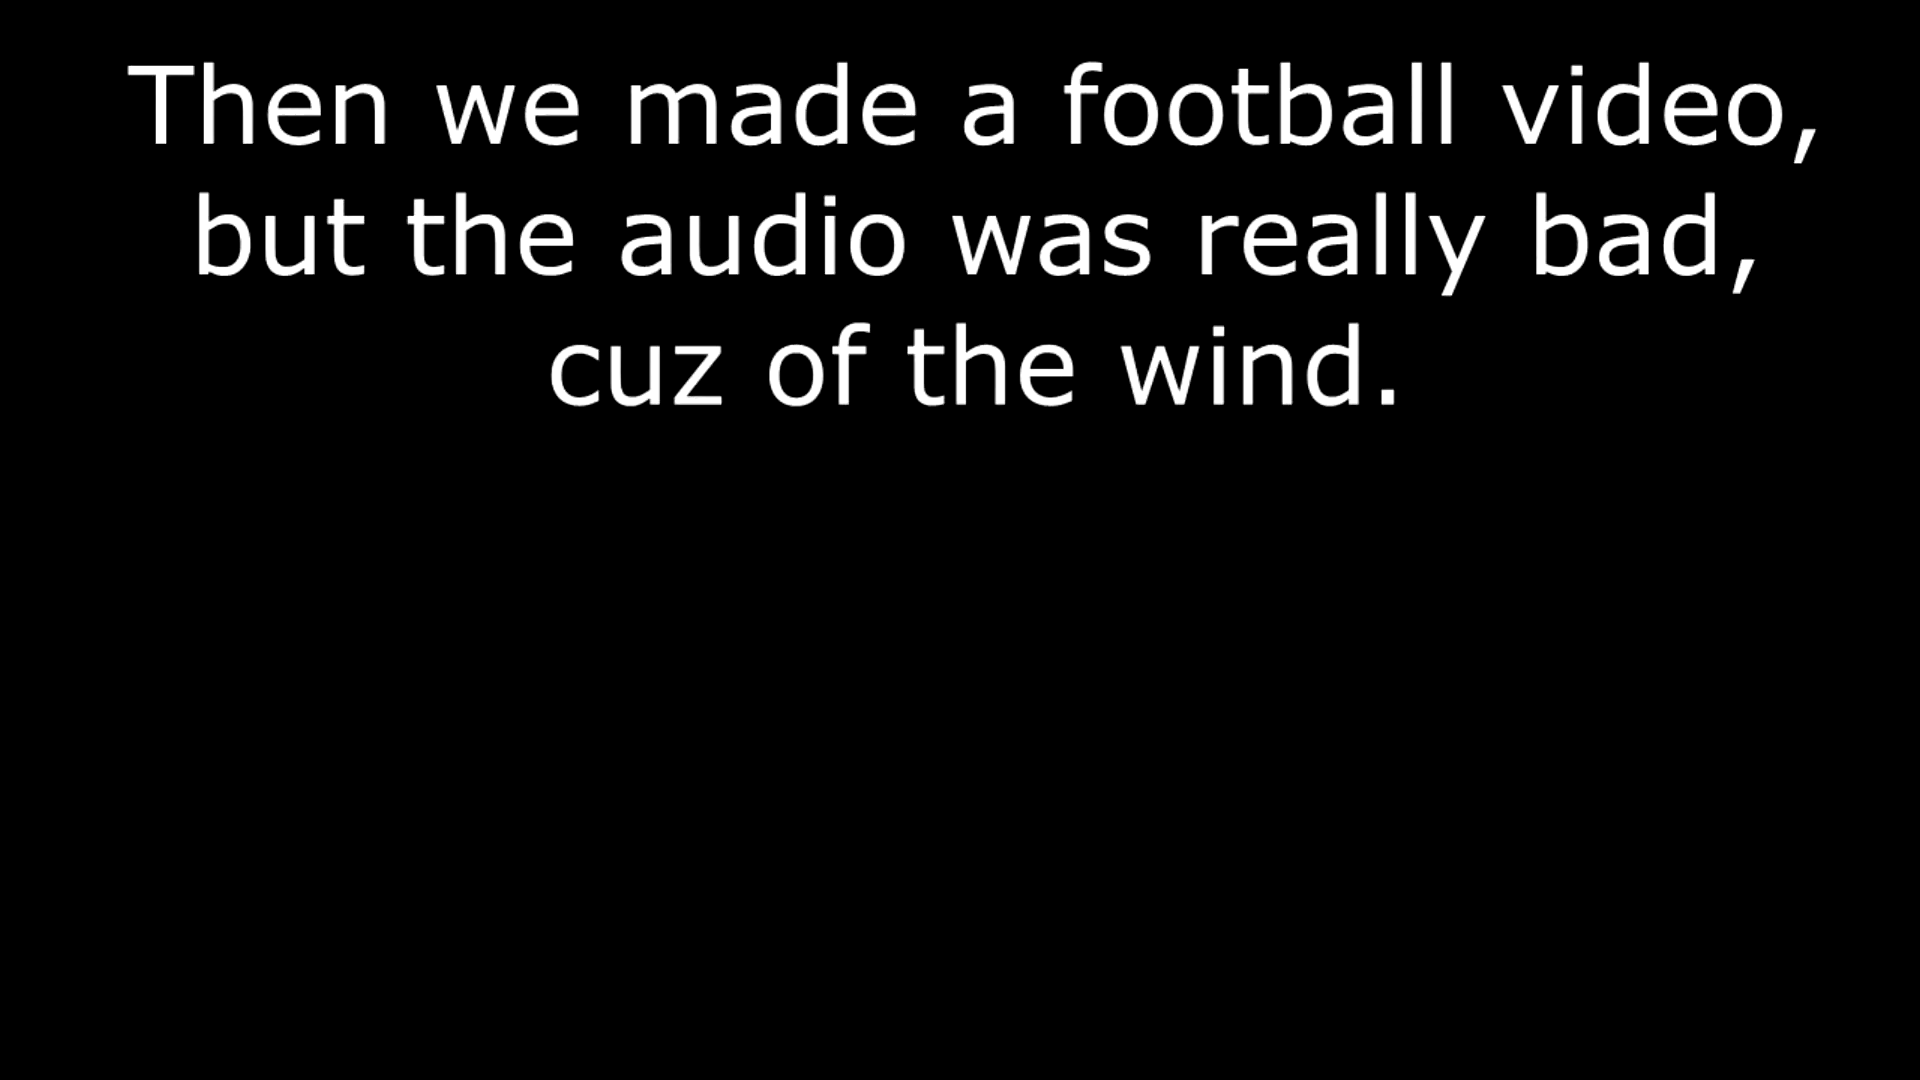 Then we made a football video,
but the audio was really bad,
cuz of the wind.